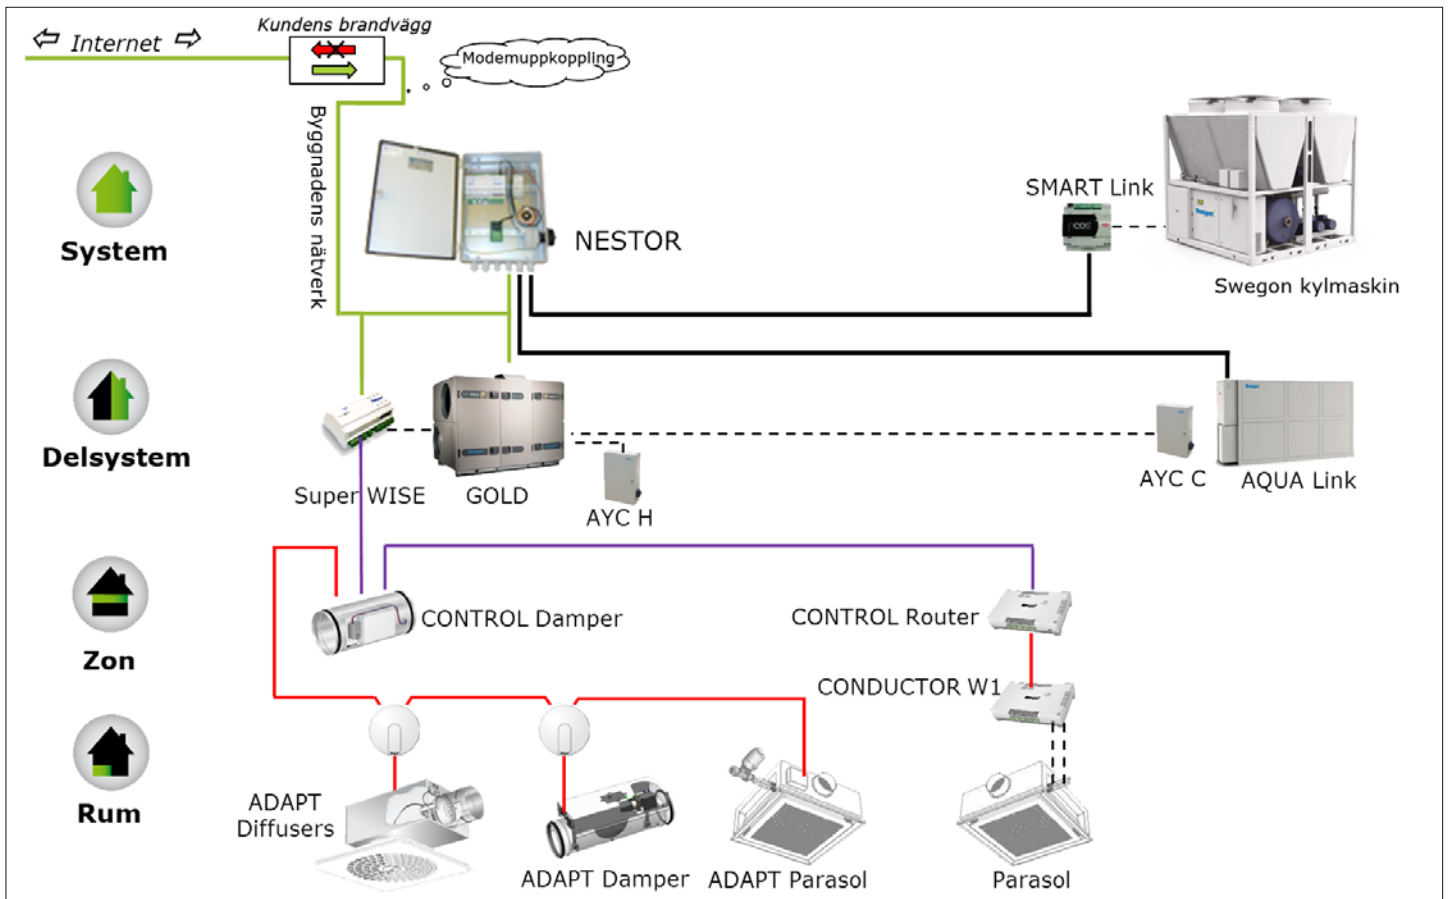 Kundens brandvägg
Internet
Modemuppkoppling
Byggnadens nätverk
System
NESTOR
SMART Link
Swegon kylmaskin
Delsystem
Super WISE
GOLD
AYC H
AYC C
AQUA Link
Zon
CONTROL Damper
CONTROL Router
CONDUCTOR W1
Rum
ADAPT
Diffusers
ADAPT Damper
ADAPT Parasol
Parasol